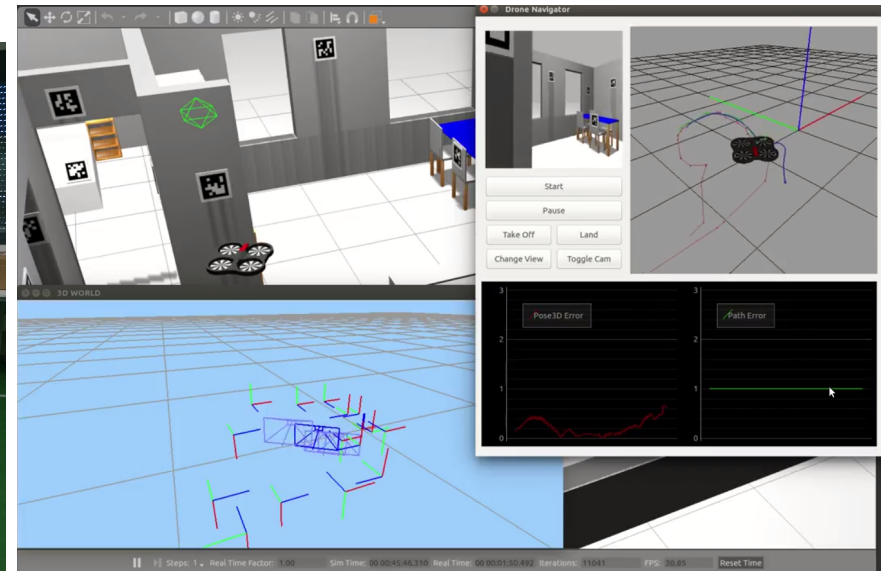 Drone Navigator
Start
Pause
Take Off
Land
Change View
Toggle Cam
3D WORLD
3
2
1
0
Pose3D Error
3
2
1
0
Path Error
Steps: 1
Real Time Factor: 1.00
Sim Time: 00 00:45:46.310
Real Time: 00 00:01:50.492
Iterations: 11041
FPS: 30.85
Reset Time